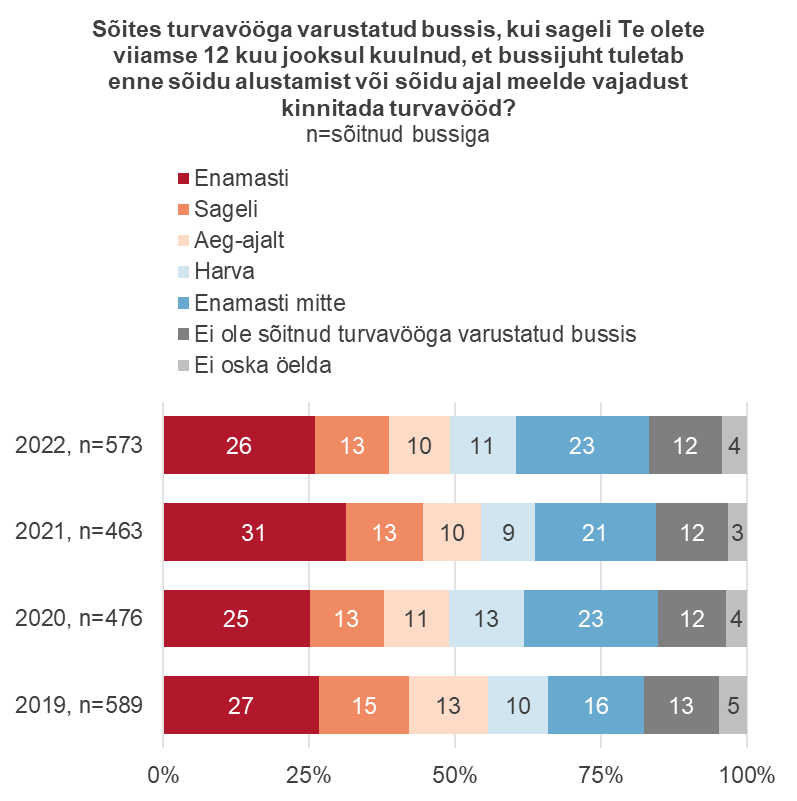 Sõites turvavööga varustatud bussis, kui sageli Te olete
viiamse 12 kuu jooksul kuulnud, et bussijuht tuletab
enne sõidu alustamist või sõidu ajal meelde vajadust
kinnitada turvavööd?
n=sõitnud bussiga
Enamasti
Sageli
Aeg-ajalt
Harva
Enamasti mitte
Ei ole sõitnud turvavööga varustatud bussis
Ei oska öelda
2022, n=573 26 13 10 11 23 12 4
2021, n=463 31 13 10 9 21 12 3
2020, n=476 25 13 11 13 23 12 4
2019, n=589 27 15 13 10 16 13 5
0% 25% 50% 75% 100%